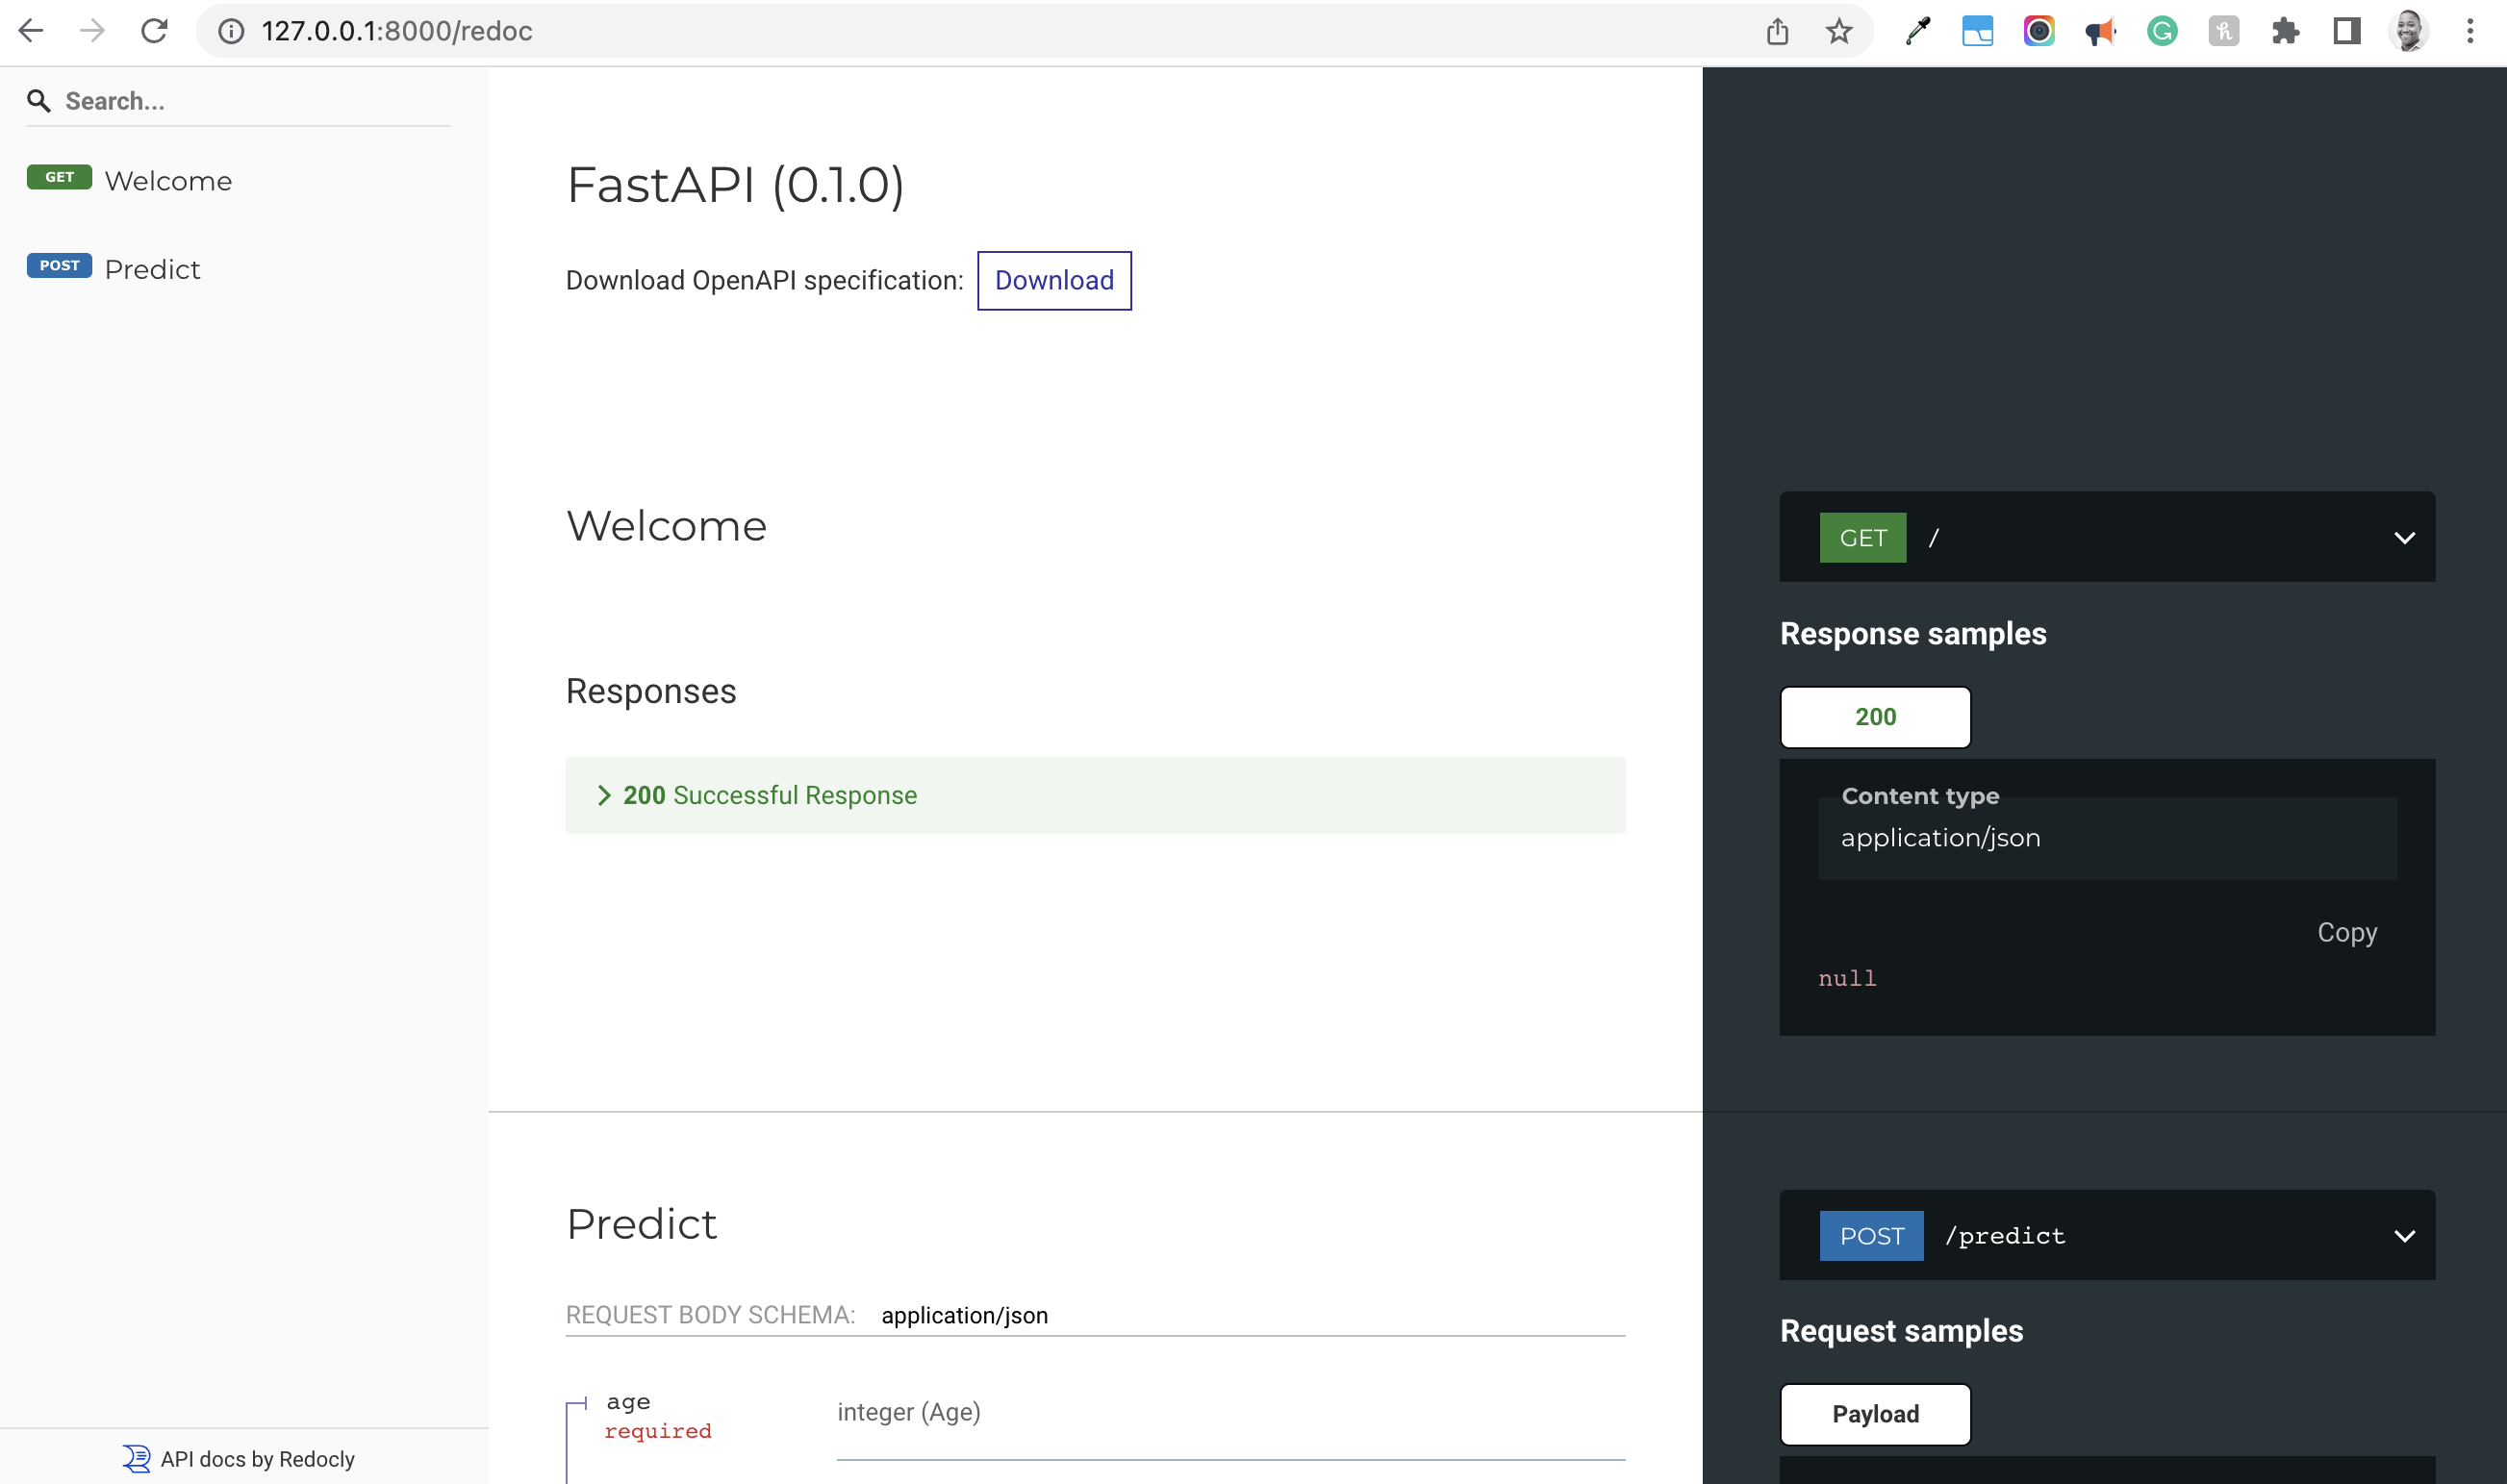 127.0.0.1:8000/redoc
Search...
GET Welcome
POST Predict
API docs by Redocly
FastAPI (0.1.0)
Download OpenAPI specification: Download
Welcome
Responses
200 Successful Response
GET /
Response samples
200
Content type
application/json
Copy
null
Predict
REQUEST BODY SCHEMA: application/json
age
required
integer (Age)
POST /predict
Request samples
Payload